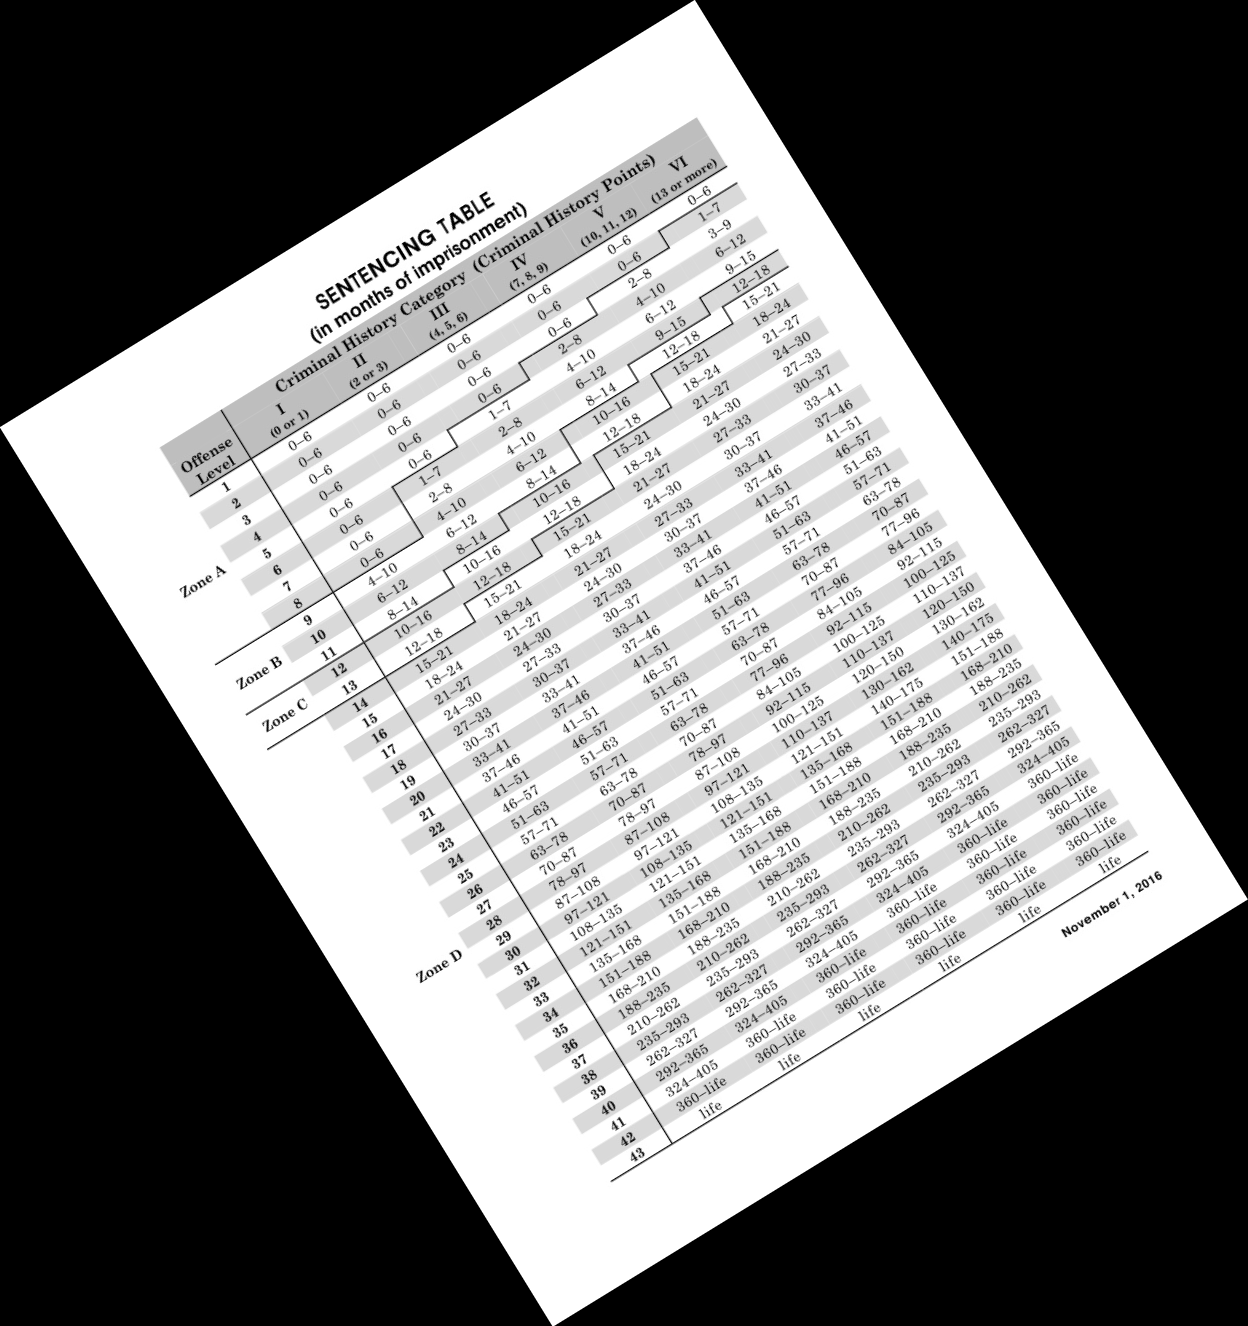 SENTENCING TABLE
(in months of imprisonment)
Criminal History Category (Criminal History Points)
Offense Level I (0 or 1) II (2 or 3) III (4, 5, 6) IV (7, 8, 9) V (10, 11, 12) VI (13 or more)
1 0–6 0–6 0–6 0–6 0–6 0–6
2 0–6 0–6 0–6 0–6 0–6 1–7
3 0–6 0–6 0–6 0–6 2–8 3–9
4 0–6 0–6 0–6 2–8 4–10 6–12
Zone A
5 0–6 0–6 1–7 4–10 6–12 9–15
6 0–6 1–7 2–8 6–12 9–15 12–18
7 0–6 2–8 4–10 8–14 12–18 15–21
8 0–6 4–10 6–12 10–16 15–21 18–24
9 4–10 6–12 8–14 12–18 18–24 21–27
Zone B 10 6–12 8–14 10–16 15–21 21–27 24–30
11 8–14 10–16 12–18 18–24 24–30 27–33
12 10–16 12–18 15–21 21–27 27–33 30–37
Zone C
13 12–18 15–21 18–24 24–30 30–37 33–41
14 15–21 18–24 21–27 27–33 33–41 37–46
15 18–24 21–27 24–30 30–37 37–46 41–51
16 21–27 24–30 27–33 33–41 41–51 46–57
17 24–30 27–33 30–37 37–46 46–57 51–63
18 27–33 30–37 33–41 41–51 51–63 57–71
19 30–37 33–41 37–46 46–57 57–71 63–78
20 33–41 37–46 41–51 51–63 63–78 70–87
21 37–46 41–51 46–57 57–71 70–87 77–96
22 41–51 46–57 51–63 63–78 77–96 84–105
23 46–57 51–63 57–71 70–87 84–105 92–115
24 51–63 57–71 63–78 77–96 92–115 100–125
25 57–71 63–78 70–87 84–105 100–125 110–137
26 63–78 70–87 78–97 92–115 110–137 120–150
27 70–87 78–97 87–108 100–125 120–150 130–162
28 78–97 87–108 97–121 110–137 130–162 140–175
Zone D
29 87–108 97–121 108–135 121–151 140–175 151–188
30 97–121 108–135 121–151 135–168 151–188 168–210
31 108–135 121–151 135–168 151–188 168–210 188–235
32 121–151 135–168 151–188 168–210 188–235 210–262
33 135–168 151–188 168–210 188–235 210–262 235–293
34 151–188 168–210 188–235 210–262 235–293 262–327
35 168–210 188–235 210–262 235–293 262–327 292–365
36 188–235 210–262 235–293 262–327 292–365 324–405
37 210–262 235–293 262–327 292–365 324–405 360–life
38 235–293 262–327 292–365 324–405 360–life 360–life
39 262–327 292–365 324–405 360–life 360–life 360–life
40 292–365 324–405 360–life 360–life 360–life 360–life
41 324–405 360–life 360–life 360–life 360–life 360–life
42 360–life 360–life 360–life 360–life 360–life 360–life
43 life life life life life life
November 1, 2016